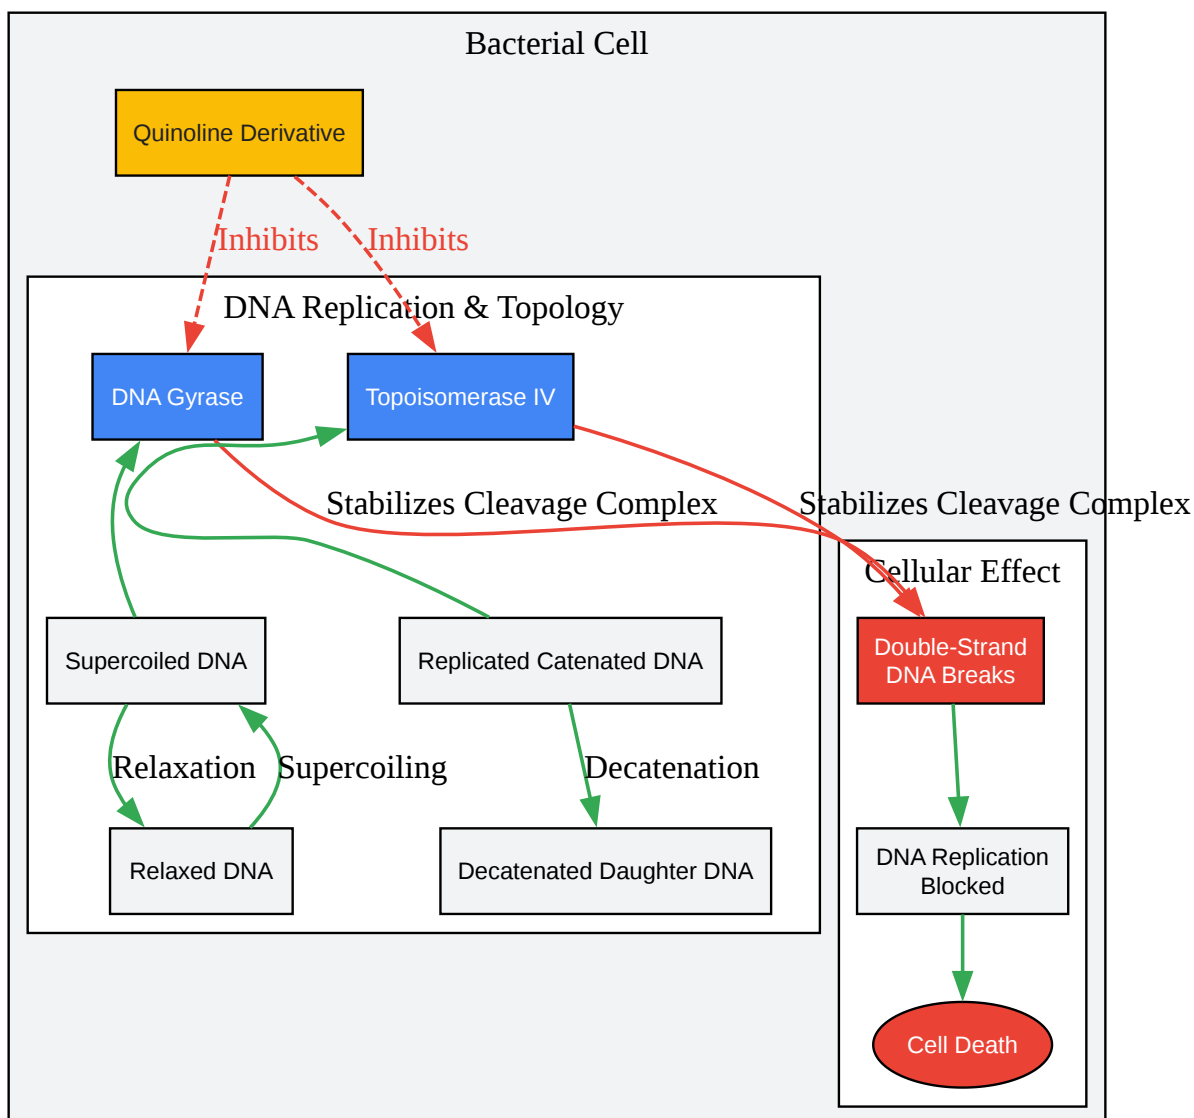 Bacterial Cell
Quinoline Derivative
Inhibits
Inhibits
DNA Replication & Topology
DNA Gyrase
Topoisomerase IV
Stabilizes Cleavage Complex
Stabilizes Cleavage Complex
Cellular Effect
Supercoiled DNA
Replicated Catenated DNA
Double-Strand
DNA Breaks
Relaxation
Supercoiling
Decatenation
Relaxed DNA
Decatenated Daughter DNA
DNA Replication
Blocked
Cell Death